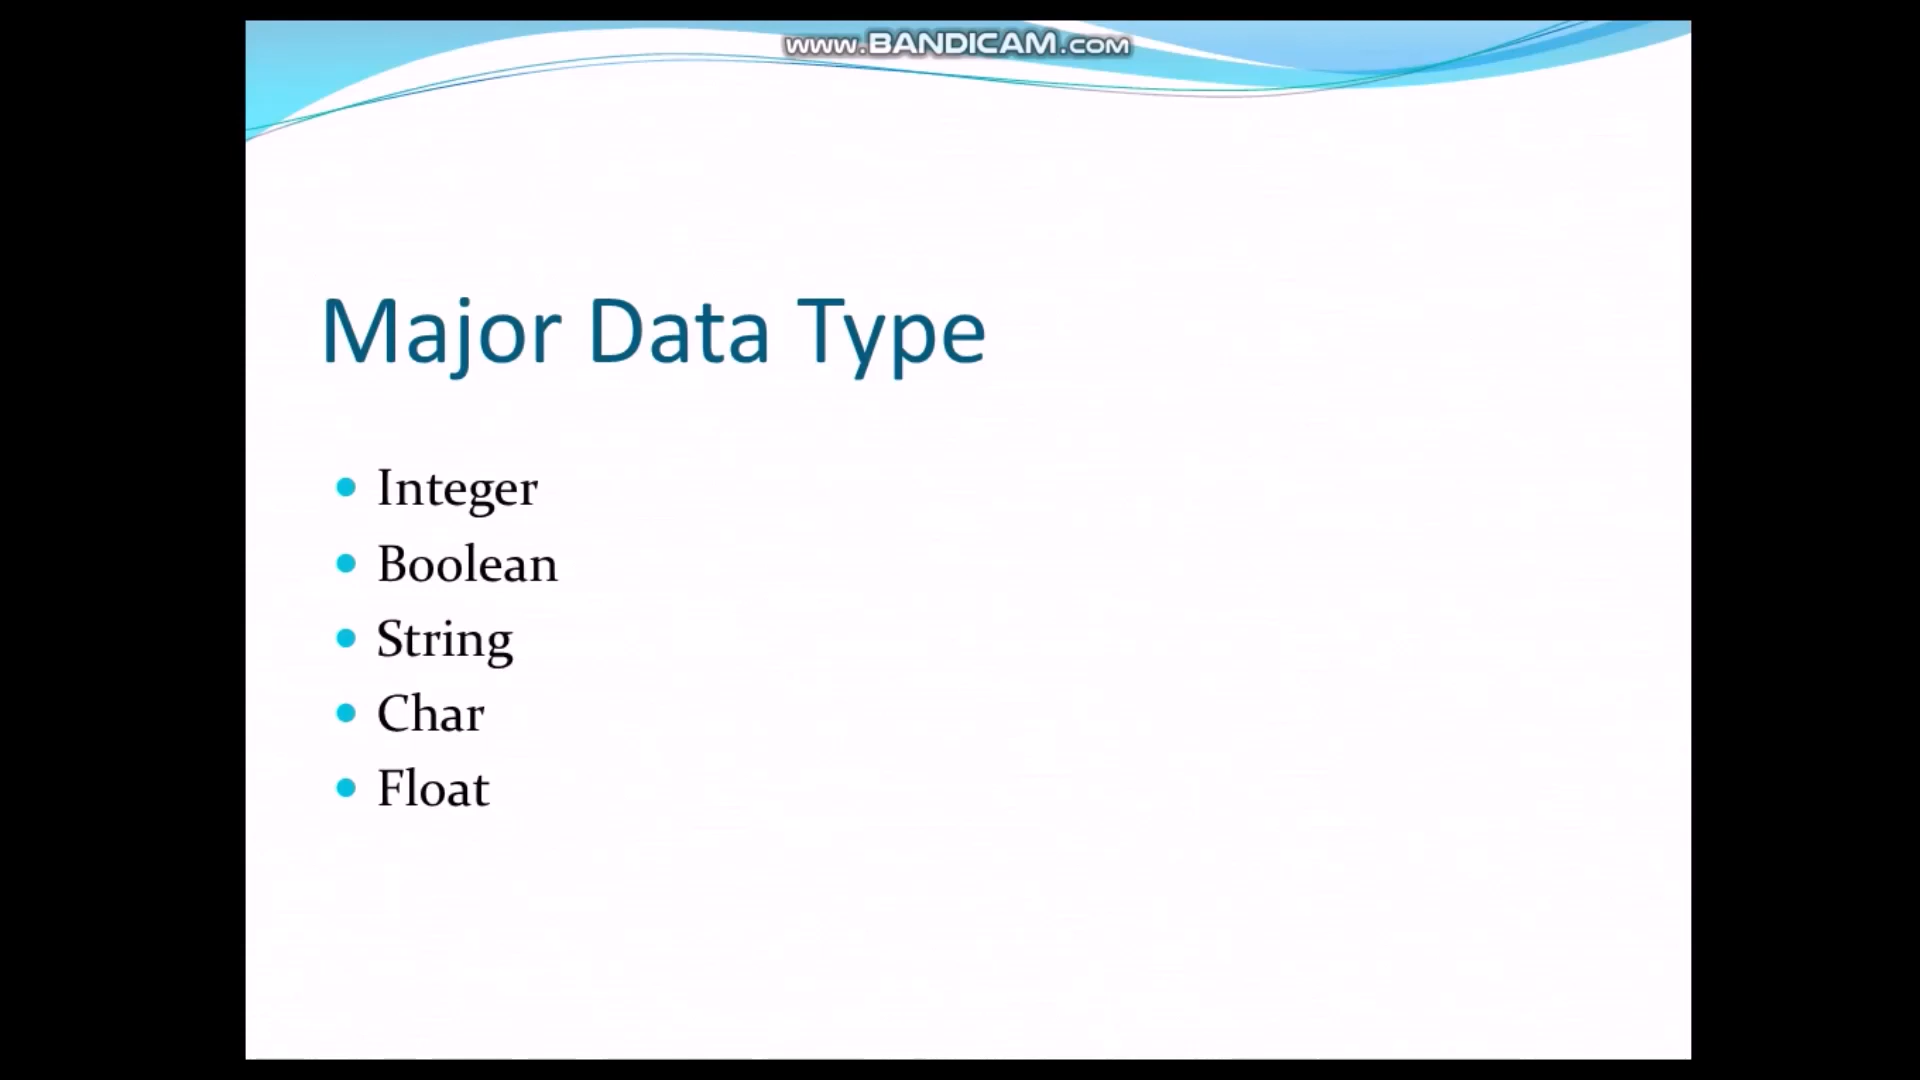 www.BANDICAM.com
Major Data Type
Integer
Boolean
String
Char
Float